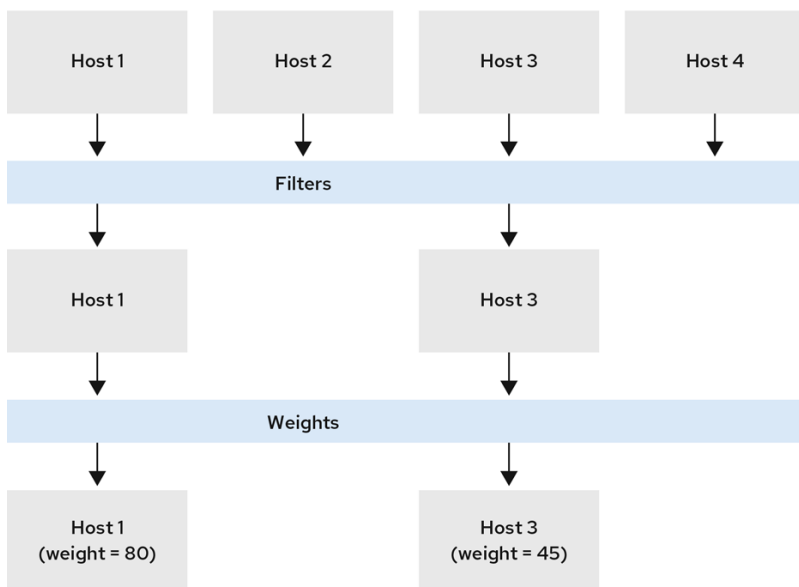 Host 1
Host 2
Host 3
Host 4
Filters
Host 1
Host 3
Weights
Host 1
(weight = 80)
Host 3
(weight = 45)